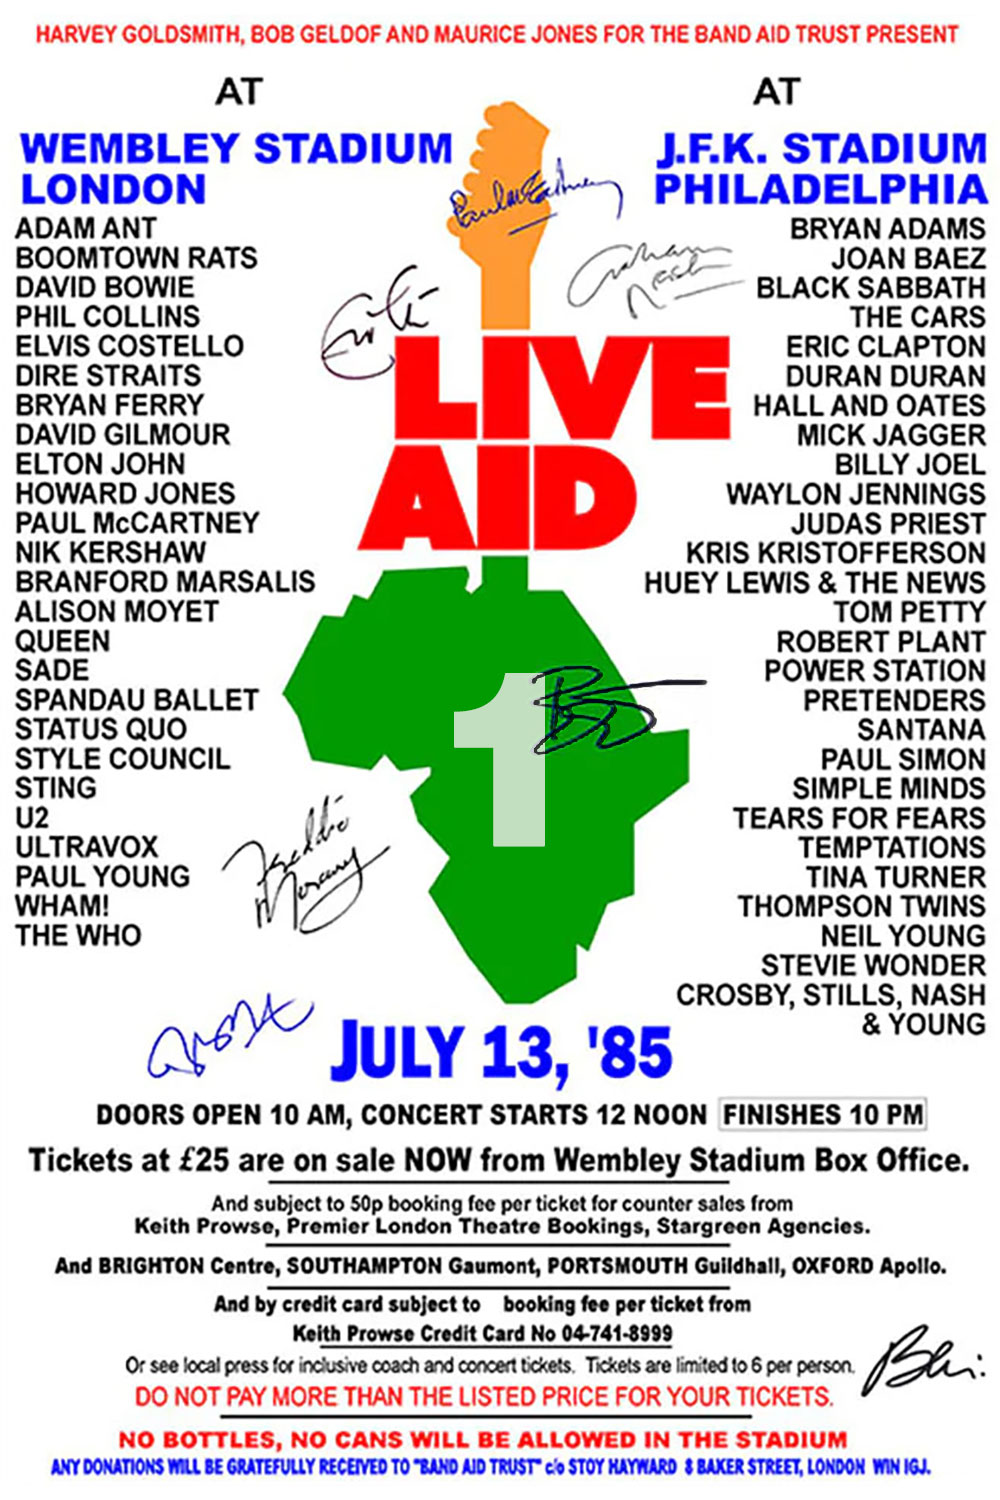 HARVEY GOLDSMITH, BOB GELDOF AND MAURICE JONES FOR THE BAND AID TRUST PRESENT
AT
WEMBLEY STADIUM
LONDON
ADAM ANT
BOOMTOWN RATS
DAVID BOWIE
PHIL COLLINS
ELVIS COSTELLO
DIRE STRAITS
BRYAN FERRY
DAVID GILMOUR
ELTON JOHN
HOWARD JONES
PAUL McCARTNEY
NIK KERSHAW
BRANFORD MARSALIS
ALISON MOYET
QUEEN
SADE
SPANDAU BALLET
STATUS QUO
STYLE COUNCIL
STING
U2
ULTRAVOX
PAUL YOUNG
WHAM!
THE WHO
AT
J.F.K. STADIUM
PHILADELPHIA
BRYAN ADAMS
JOAN BAEZ
BLACK SABBATH
THE CARS
ERIC CLAPTON
DURAN DURAN
HALL AND OATES
MICK JAGGER
BILLY JOEL
WAYLON JENNINGS
JUDAS PRIEST
KRIS KRISTOFFERSON
HUEY LEWIS & THE NEWS
TOM PETTY
ROBERT PLANT
POWER STATION
PRETENDERS
SANTANA
PAUL SIMON
SIMPLE MINDS
TEARS FOR FEARS
TEMPTATIONS
TINA TURNER
THOMPSON TWINS
NEIL YOUNG
STEVIE WONDER
CROSBY, STILLS, NASH
& YOUNG
Paul McCartney
Graham
Nash
LIVE
AID
1
Freddie
Mercury
JULY 13, '85
DOORS OPEN 10 AM, CONCERT STARTS 12 NOON FINISHES 10 PM
Tickets at £25 are on sale NOW from Wembley Stadium Box Office.
And subject to 50p booking fee per ticket for counter sales from
Keith Prowse, Premier London Theatre Bookings, Stargreen Agencies.
And BRIGHTON Centre, SOUTHAMPTON Gaumont, PORTSMOUTH Guildhall, OXFORD Apollo.
And by credit card subject to booking fee per ticket from
Keith Prowse Credit Card No 04-741-8999
Or see local press for inclusive coach and concert tickets. Tickets are limited to 6 per person.
DO NOT PAY MORE THAN THE LISTED PRICE FOR YOUR TICKETS.
NO BOTTLES, NO CANS WILL BE ALLOWED IN THE STADIUM
ANY DONATIONS WILL BE GRATEFULLY RECEIVED TO "BAND AID TRUST" c/o STOY HAYWARD 8 BAKER STREET, LONDON WIN IGJ.